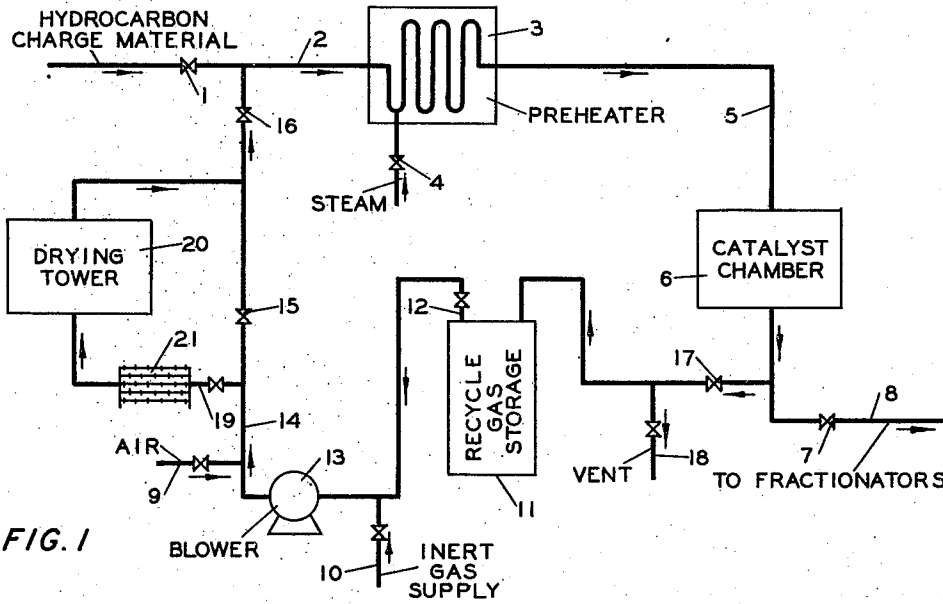 HYDROCARBON
CHARGE MATERIAL
1
2
3
PREHEATER
4
STEAM
5
16
DRYING
TOWER
20
CATALYST
CHAMBER
6
15
12
21
19
14
RECYCLE
GAS
STORAGE
11
17
8
7
TO FRACTIONATORS
VENT
18
AIR
9
13
BLOWER
10
INERT
GAS
SUPPLY
FIG. 1